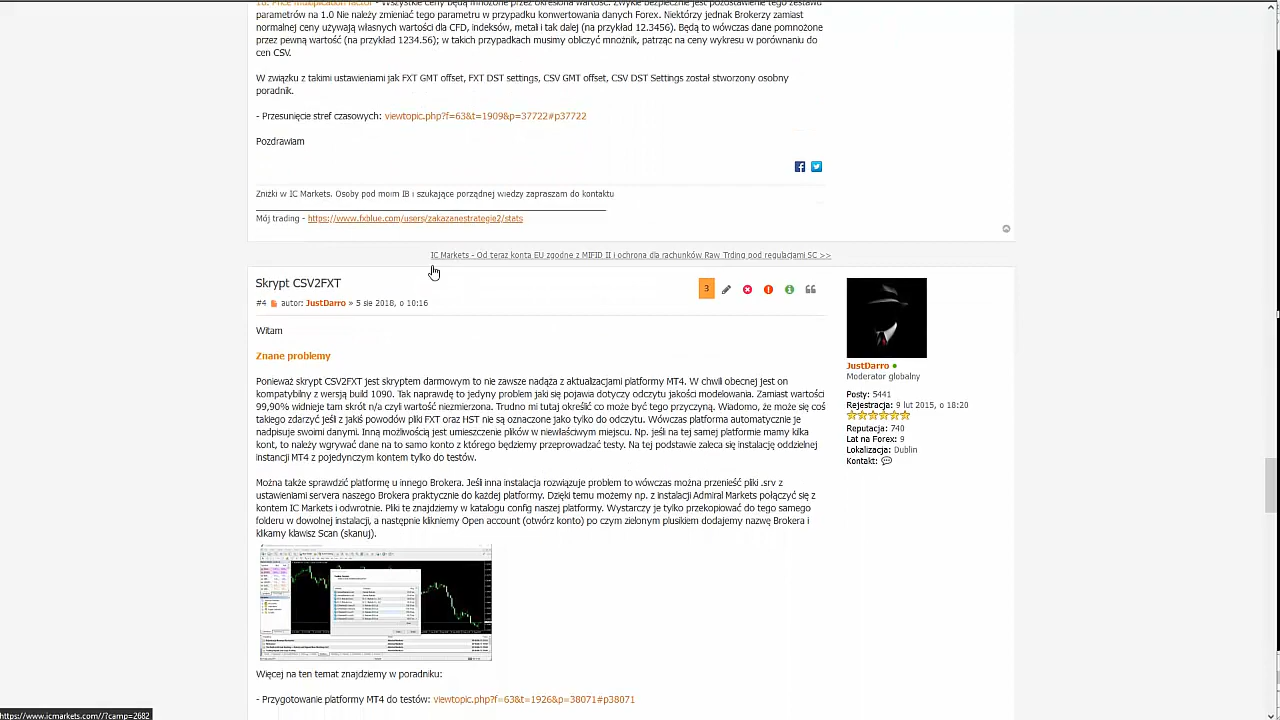 10. Price multiplication factor - Wszystkie ceny będą mnożone przez określoną wartość. Zwykle bezpieczne jest pozostawienie tego zestawu
parametrów na 1.0 Nie należy zmieniać tego parametru w przypadku konwertowania danych Forex. Niektórzy jednak Brokerzy zamiast
normalnej ceny używają własnych wartości dla CFD, indeksów, metali i tak dalej (na przykład 12.3456). Będą to wówczas dane pomnożone
przez pewną wartość (na przykład 1234.56); w takich przypadkach musimy obliczyć mnożnik, patrząc na ceny wykresu w porównaniu do
cen CSV.
W związku z takimi ustawieniami jak FXT GMT offset, FXT DST settings, CSV GMT offset, CSV DST Settings został stworzony osobny
poradnik.
- Przesunięcie stref czasowych: viewtopic.php?f=63&t=1909&p=37722#p37722
Pozdrawiam
Zniżki w IC Markets. Osoby pod moim IB i szukające porządnej wiedzy zapraszam do kontaktu
Mój trading - https://www.fxblue.com/users/zakazanestrategie2/stats
IC Markets - Od teraz konta EU zgodne z MIFID II i ochrona dla rachunków Raw Trding pod regulacjami SC >>
Skrypt CSV2FXT
3
#4 autor: JustDarro » 5 sie 2018, o 10:16
Witam
Znane problemy
Ponieważ skrypt CSV2FXT jest skryptem darmowym to nie zawsze nadąża z aktualizacjami platformy MT4. W chwili obecnej jest on
kompatybilny z wersją build 1090. Tak naprawdę to jedyny problem jaki się pojawia dotyczy odczytu jakości modelowania. Zamiast wartości
99,90% widnieje tam skrót n/a czyli wartość niezmierzona. Trudno mi tutaj określić co może być tego przyczyną. Wiadomo, że może się coś
takiego zdarzyć jeśli z jakiś powodów pliki FXT oraz HST nie są oznaczone jako tylko do odczytu. Wówczas platforma automatycznie je
nadpisuje swoimi danymi. Inną możliwością jest umieszczenie plików w niewłaściwym miejscu. Np. jeśli na tej samej platformie mamy kilka
kont, to należy wgrywać dane na to samo konto z którego będziemy przeprowadzać testy. Na tej podstawie zaleca się instalację oddzielnej
instancji MT4 z pojedynczym kontem tylko do testów.
Można także sprawdzić platformę u innego Brokera. Jeśli inna instalacja rozwiązuje problem to wówczas można przenieść pliki .srv z
ustawieniami servera naszego Brokera praktycznie do każdej platformy. Dzięki temu możemy np. z instalacji Admiral Markets połączyć się z
kontem IC Markets i odwrotnie. Pliki te znajdziemy w katalogu config naszej platformy. Wystarczy je tylko przekopiować do tego samego
folderu w dowolnej instalacji, a następnie klikniemy Open account (otwórz konto) po czym zielonym plusikiem dodajemy nazwę Brokera i
klikamy klawisz Scan (skanuj).
Więcej na ten temat znajdziemy w poradniku:
- Przygotowanie platformy MT4 do testów: viewtopic.php?f=63&t=1926&p=38071#p38071
JustDarro
Moderator globalny
Posty: 5441
Rejestracja: 9 lut 2015, o 18:20
Reputacja: 740
Lat na Forex: 9
Lokalizacja: Dublin
Kontakt:
https://www.icmarkets.com//?camp=2682